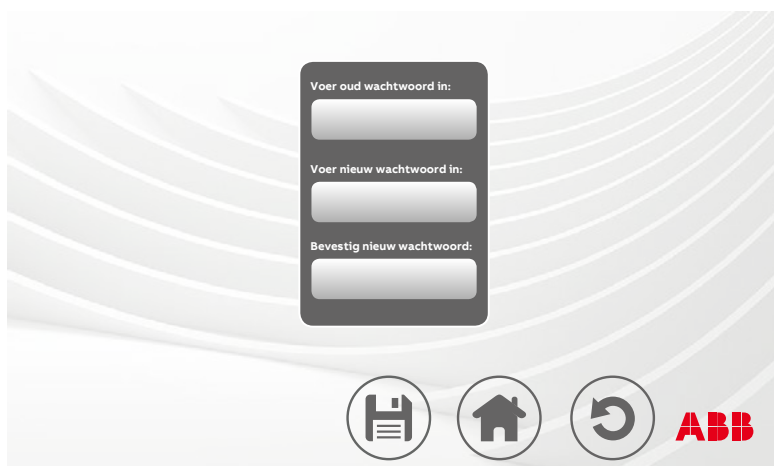 Voer oud wachtwoord in:
Voer nieuw wachtwoord in:
Bevestig nieuw wachtwoord:
ABB